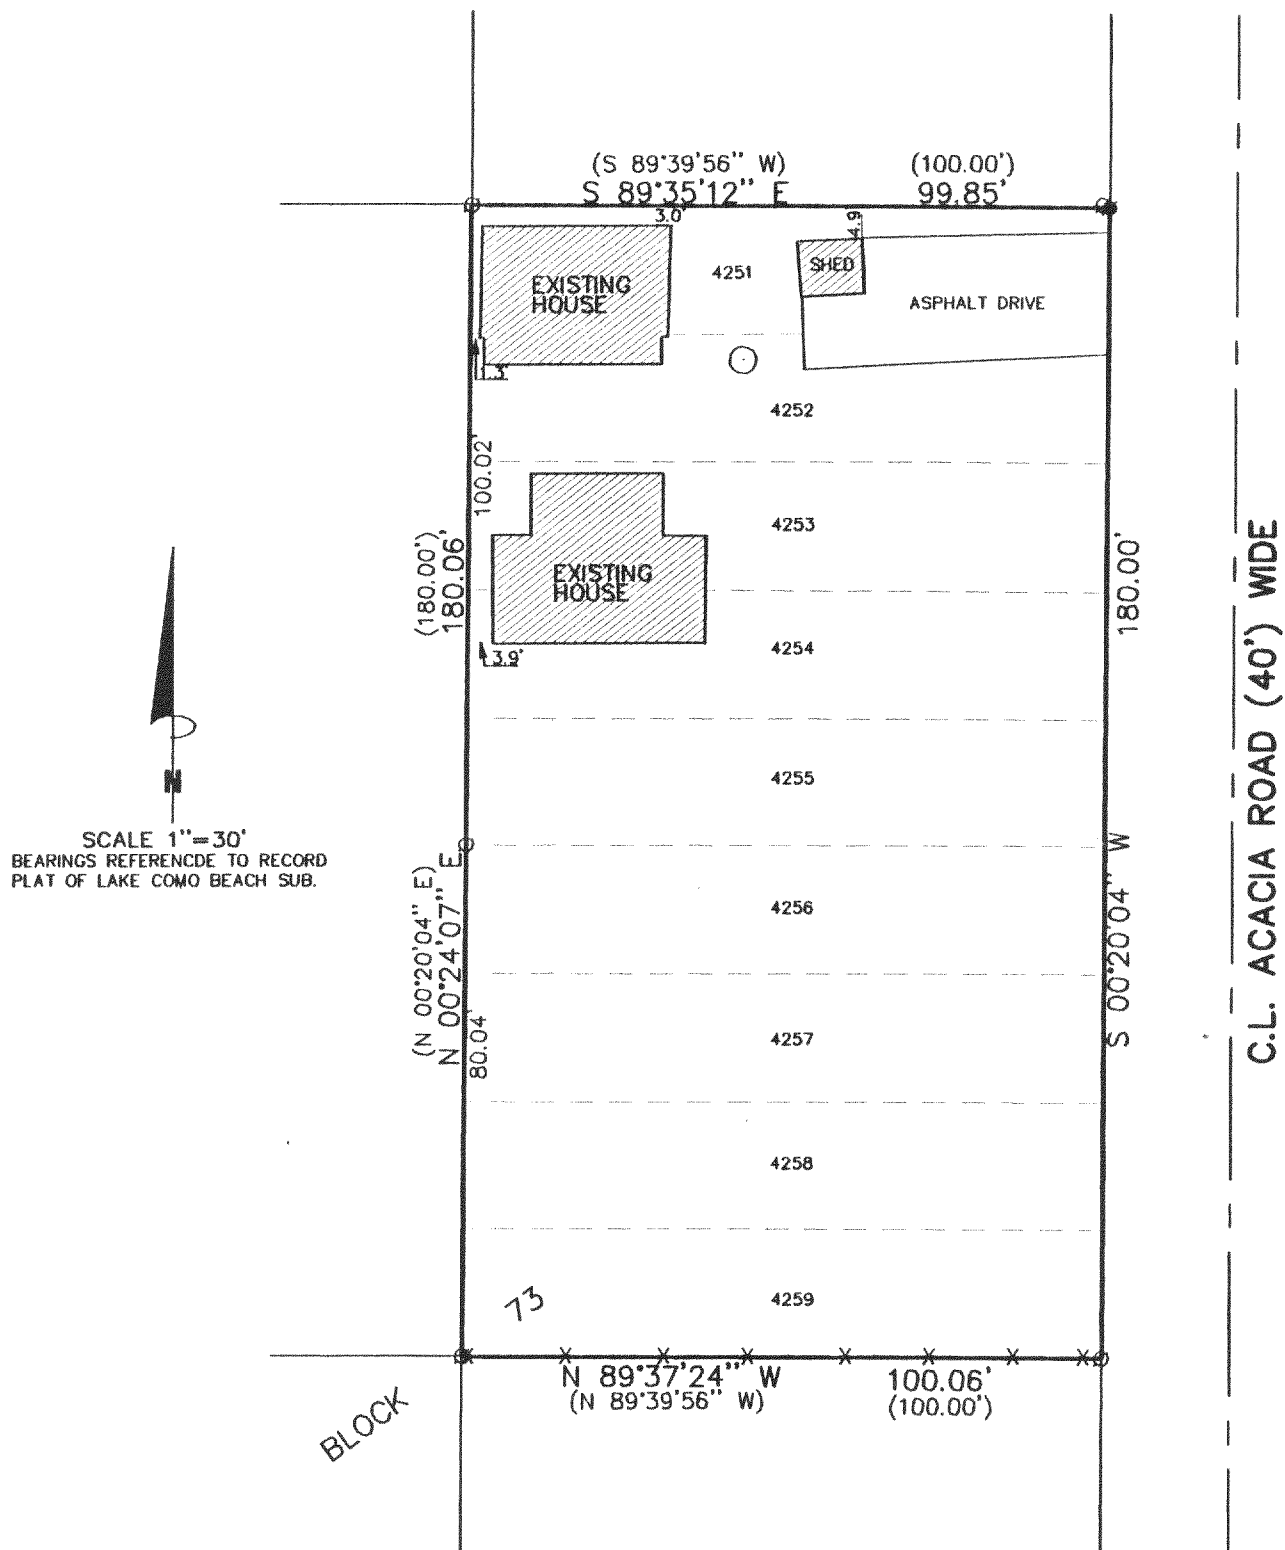 (S 89°39'56" W) (100.00')
S 89°35'12" E 99.85'
3.0'
4.9
EXISTING
HOUSE
4251
SHED
ASPHALT DRIVE
1.3'
4252
100.02'
(180.00')
180.06'
4253
EXISTING
HOUSE
4254
3.9'
180.00'
C.L. ACACIA ROAD (40') WIDE
N
SCALE 1"=30'
BEARINGS REFERENCDE TO RECORD
PLAT OF LAKE COMO BEACH SUB.
4255
4256
(N 00°20'04" E)
N 00°24'07" E
80.04'
S 00°20'04" W
4257
4258
4259
73
BLOCK
N 89°37'24" W 100.06'
(N 89°39'56" W) (100.00')